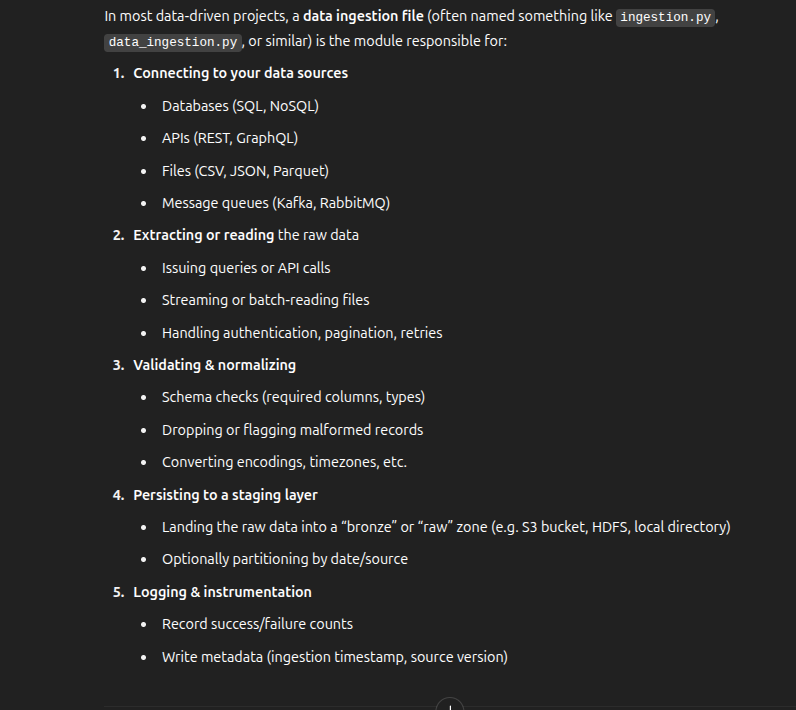 In most data-driven projects, a data ingestion file (often named something like ingestion.py,
data_ingestion.py, or similar) is the module responsible for:
1. Connecting to your data sources
• Databases (SQL, NoSQL)
• APIs (REST, GraphQL)
• Files (CSV, JSON, Parquet)
• Message queues (Kafka, RabbitMQ)
2. Extracting or reading the raw data
• Issuing queries or API calls
• Streaming or batch-reading files
• Handling authentication, pagination, retries
3. Validating & normalizing
• Schema checks (required columns, types)
• Dropping or flagging malformed records
• Converting encodings, timezones, etc.
4. Persisting to a staging layer
• Landing the raw data into a “bronze” or “raw” zone (e.g. S3 bucket, HDFS, local directory)
• Optionally partitioning by date/source
5. Logging & instrumentation
• Record success/failure counts
• Write metadata (ingestion timestamp, source version)